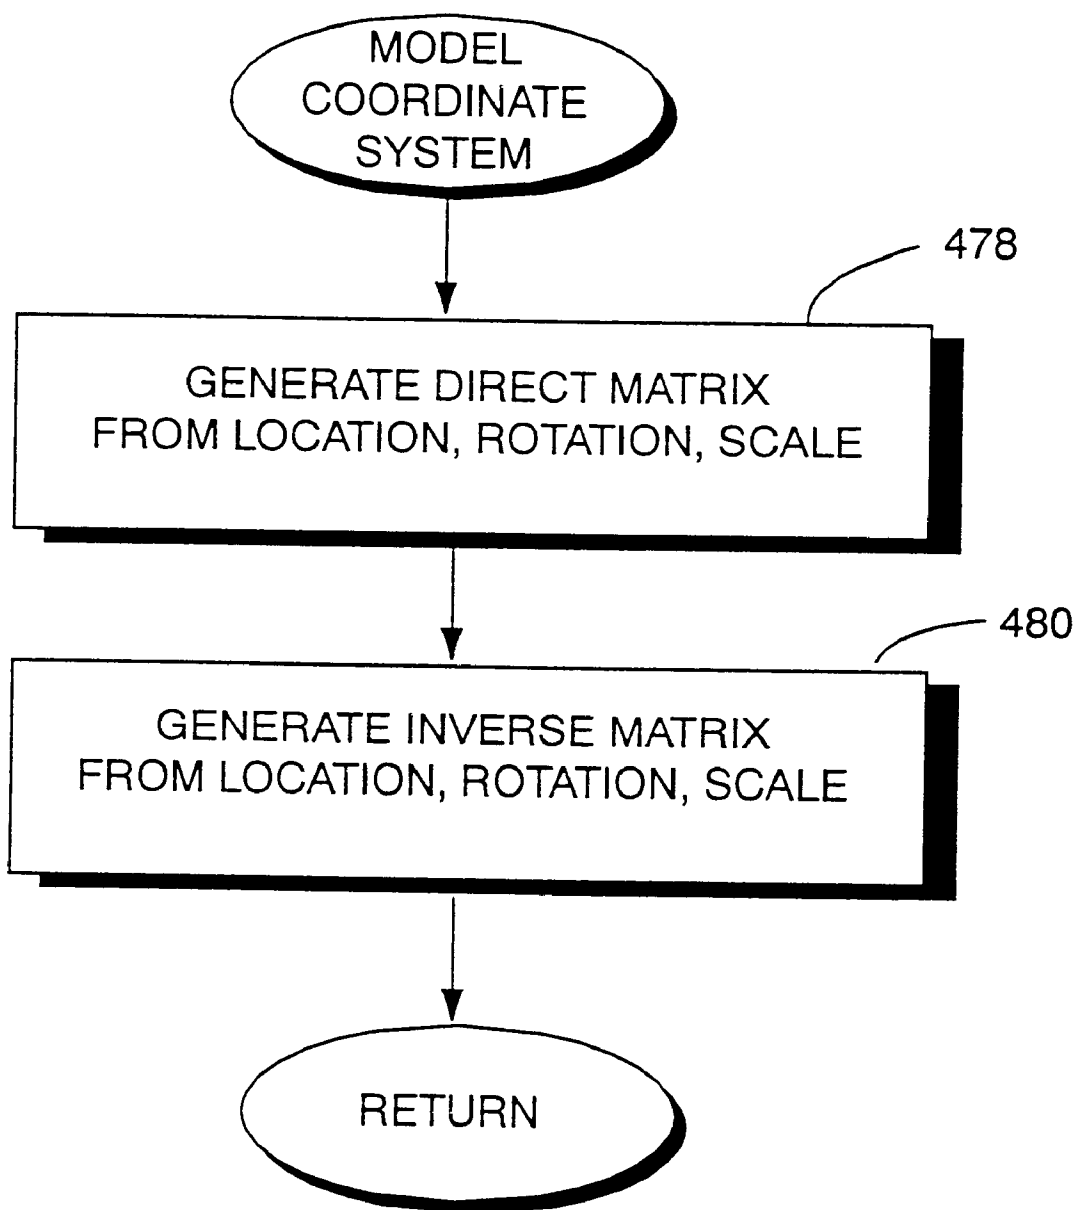 MODEL
COORDINATE
SYSTEM
478
GENERATE DIRECT MATRIX
FROM LOCATION, ROTATION, SCALE
480
GENERATE INVERSE MATRIX
FROM LOCATION, ROTATION, SCALE
RETURN